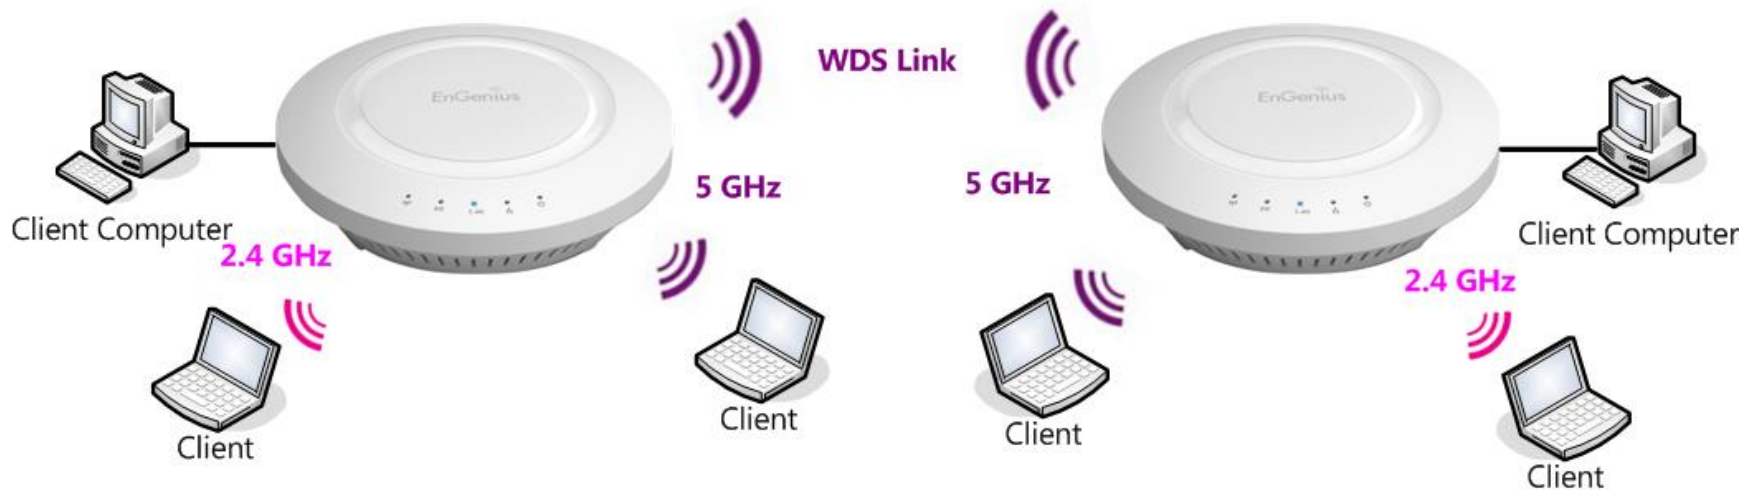 WDS Link
EnGenius
EnGenius
5 GHz
5 GHz
Client Computer
Client Computer
2.4 GHz
2.4 GHz
Client
Client
Client
Client